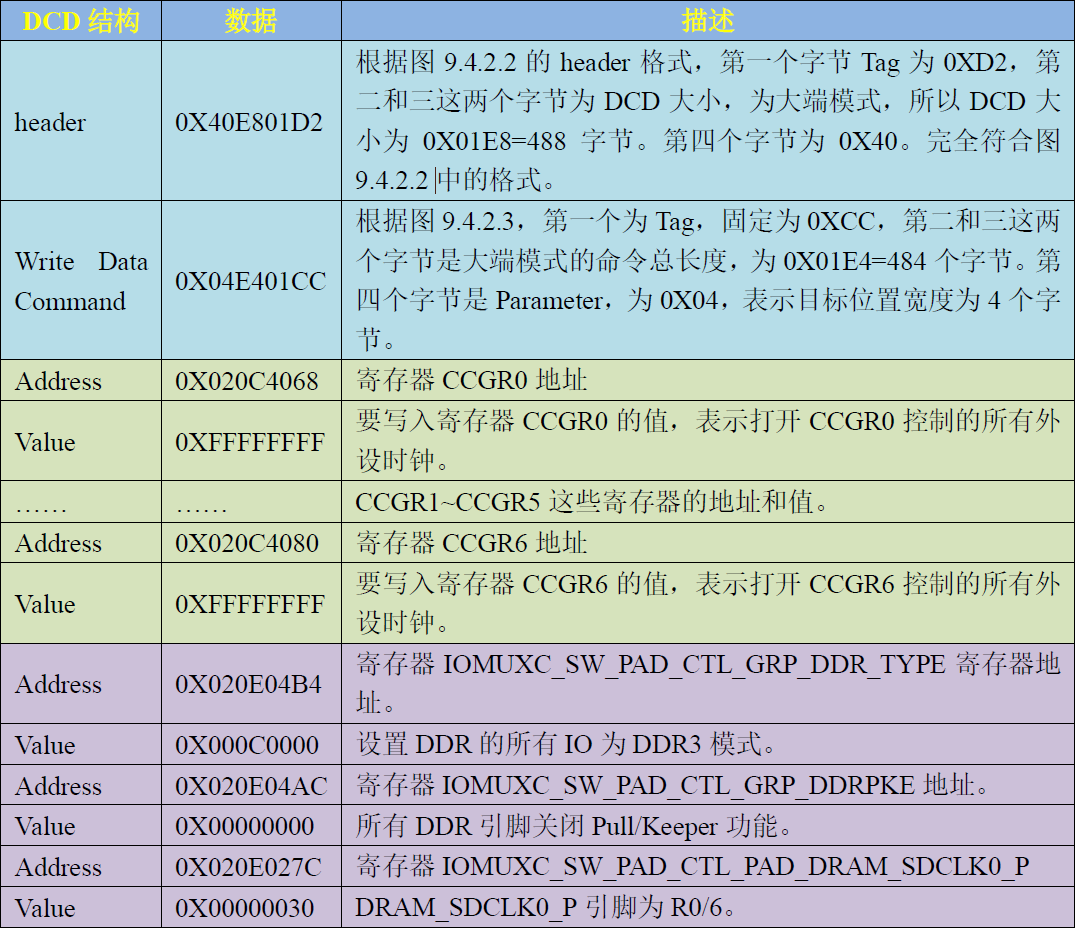 DCD 结构 数据 描述
header 0X40E801D2
根据图 9.4.2.2 的 header 格式，第一个字节 Tag 为 0XD2，第
二和三这两个字节为 DCD 大小，为大端模式，所以 DCD 大
小为 0X01E8=488 字节。第四个字节为 0X40。完全符合图
9.4.2.2 中的格式。
Write Data
Command
0X04E401CC
根据图 9.4.2.3，第一个为 Tag，固定为 0XCC，第二和三这两
个字节是大端模式的命令总长度，为 0X01E4=484 个字节。第
四个字节是 Parameter，为 0X04，表示目标位置宽度为 4 个字
节。
Address 0X020C4068 寄存器 CCGR0 地址
Value 0XFFFFFFFF
要写入寄存器 CCGR0 的值，表示打开 CCGR0 控制的所有外
设时钟。
…… …… CCGR1~CCGR5 这些寄存器的地址和值。
Address 0X020C4080 寄存器 CCGR6 地址
Value 0XFFFFFFFF
要写入寄存器 CCGR6 的值，表示打开 CCGR6 控制的所有外
设时钟。
Address 0X020E04B4
寄存器 IOMUXC_SW_PAD_CTL_GRP_DDR_TYPE 寄存器地
址。
Value 0X000C0000 设置 DDR 的所有 IO 为 DDR3 模式。
Address 0X020E04AC 寄存器 IOMUXC_SW_PAD_CTL_GRP_DDRPKE 地址。
Value 0X00000000 所有 DDR 引脚关闭 Pull/Keeper 功能。
Address 0X020E027C 寄存器 IOMUXC_SW_PAD_CTL_PAD_DRAM_SDCLK0_P
Value 0X00000030 DRAM_SDCLK0_P 引脚为 R0/6。